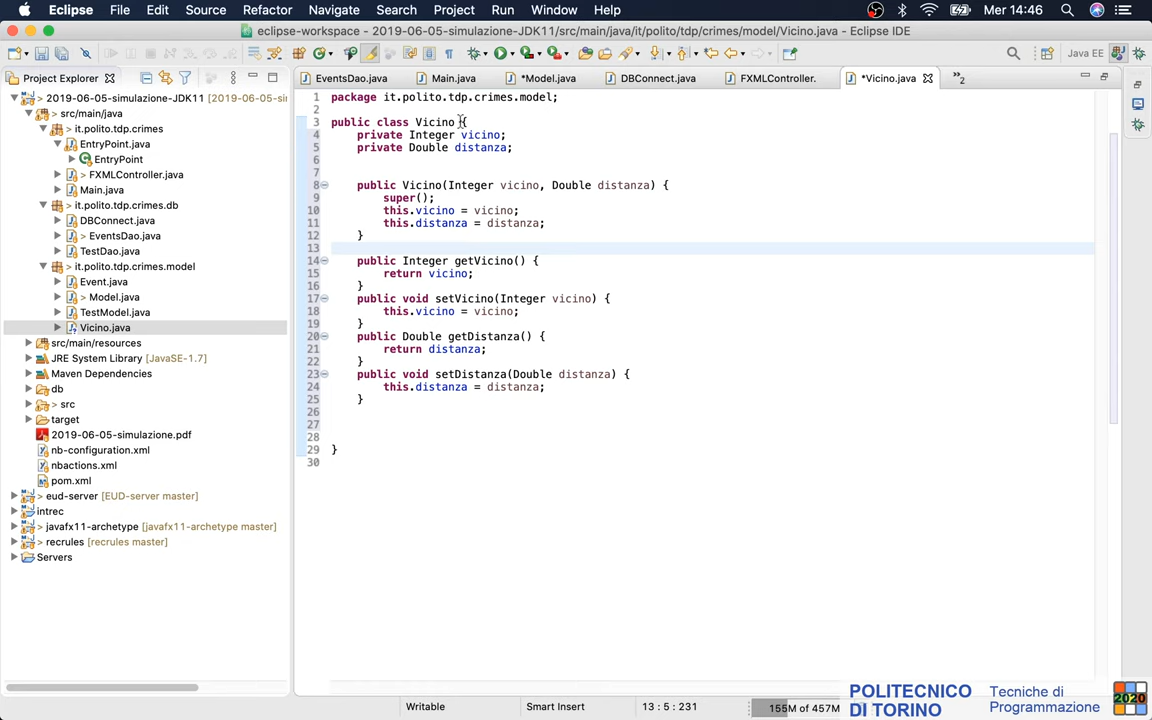 Eclipse File Edit Source Refactor Navigate Search Project Run Window Help Mer 14:46
eclipse-workspace - 2019-06-05-simulazione-JDK11/src/main/java/it/polito/tdp/crimes/model/Vicino.java - Eclipse IDE
Java EE
Project Explorer
EventsDao.java Main.java *Model.java DBConnect.java FXMLController. *Vicino.java »2
2019-06-05-simulazione-JDK11 [2019-06-05-si
> src/main/java
it.polito.tdp.crimes
EntryPoint.java
EntryPoint
> FXMLController.java
Main.java
it.polito.tdp.crimes.db
DBConnect.java
> EventsDao.java
TestDao.java
> it.polito.tdp.crimes.model
Event.java
> Model.java
TestModel.java
Vicino.java
src/main/resources
JRE System Library [JavaSE-1.7]
Maven Dependencies
db
> src
target
2019-06-05-simulazione.pdf
nb-configuration.xml
nbactions.xml
pom.xml
> eud-server [EUD-server master]
intrec
> javafx11-archetype [javafx11-archetype master]
> recrules [recrules master]
Servers
1 package it.polito.tdp.crimes.model;
2
3 public class Vicino {
4 private Integer vicino;
5 private Double distanza;
6
7
8 public Vicino(Integer vicino, Double distanza) {
9 super();
10 this.vicino = vicino;
11 this.distanza = distanza;
12 }
13
14 public Integer getVicino() {
15 return vicino;
16 }
17 public void setVicino(Integer vicino) {
18 this.vicino = vicino;
19 }
20 public Double getDistanza() {
21 return distanza;
22 }
23 public void setDistanza(Double distanza) {
24 this.distanza = distanza;
25 }
26
27
28
29 }
30
Writable Smart Insert 13 : 5 : 231 155M of 457M
POLITECNICO
DI TORINO
Tecniche di
Programmazione
2020